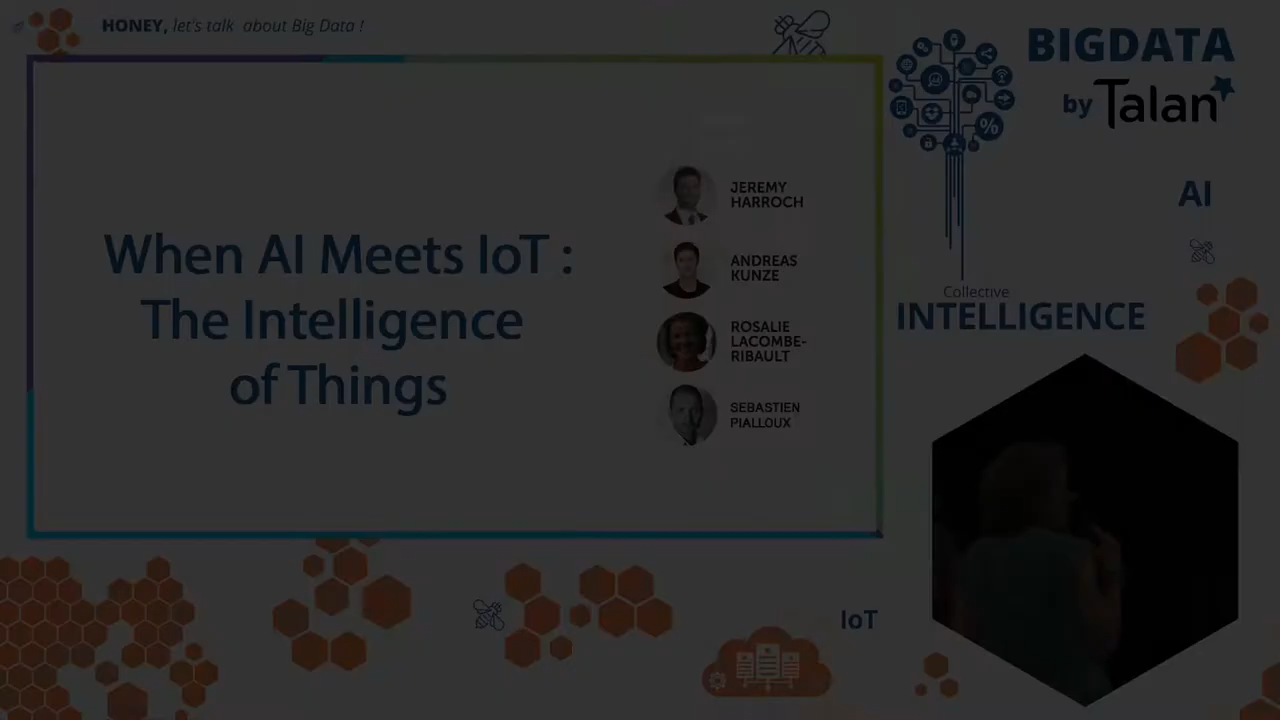 HONEY, let's talk about Big Data !
BIGDATA
by Talan
AI
Collective
INTELLIGENCE
When AI Meets IoT :
The Intelligence
of Things
JEREMY
HARROCH
ANDREAS
KUNZE
ROSALIE
LACOMBE-
RIBAULT
SEBASTIEN
PIALLOUX
IoT
%